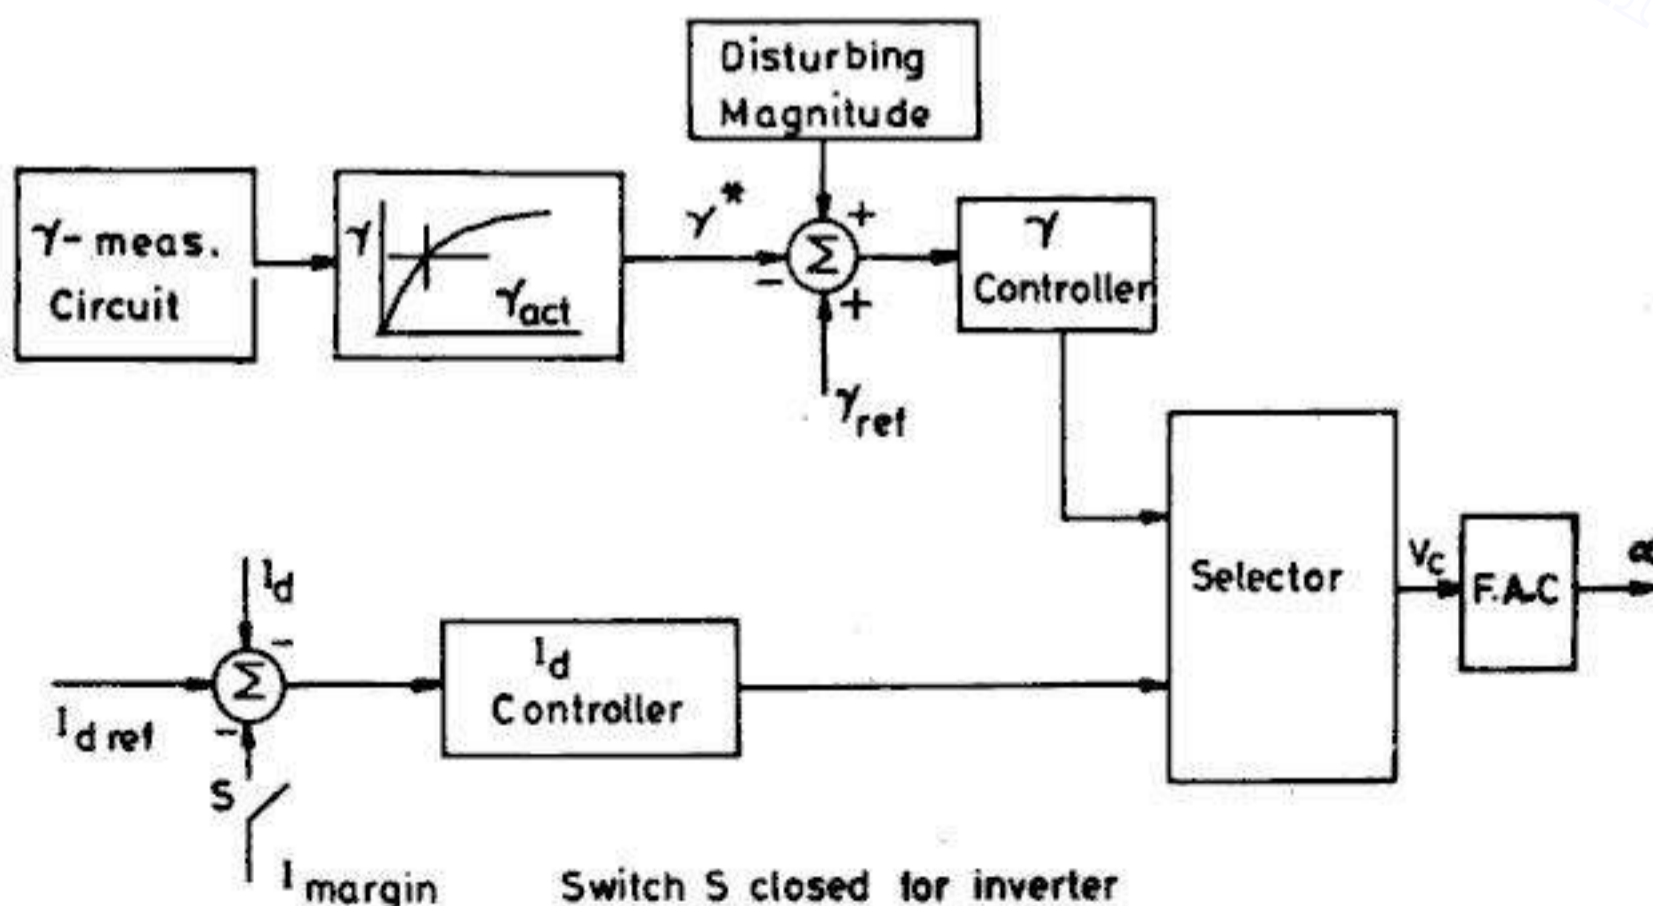 Disturbing
Magnitude
γ- meas.
Circuit
γ
γact
γ*
+
Σ
-
+
γref
γ
Controller
Selector
Vc
F.A.C
α
Id
-
Σ
Id ref
-
S
Imargin
Id
Controller
Switch S closed for inverter